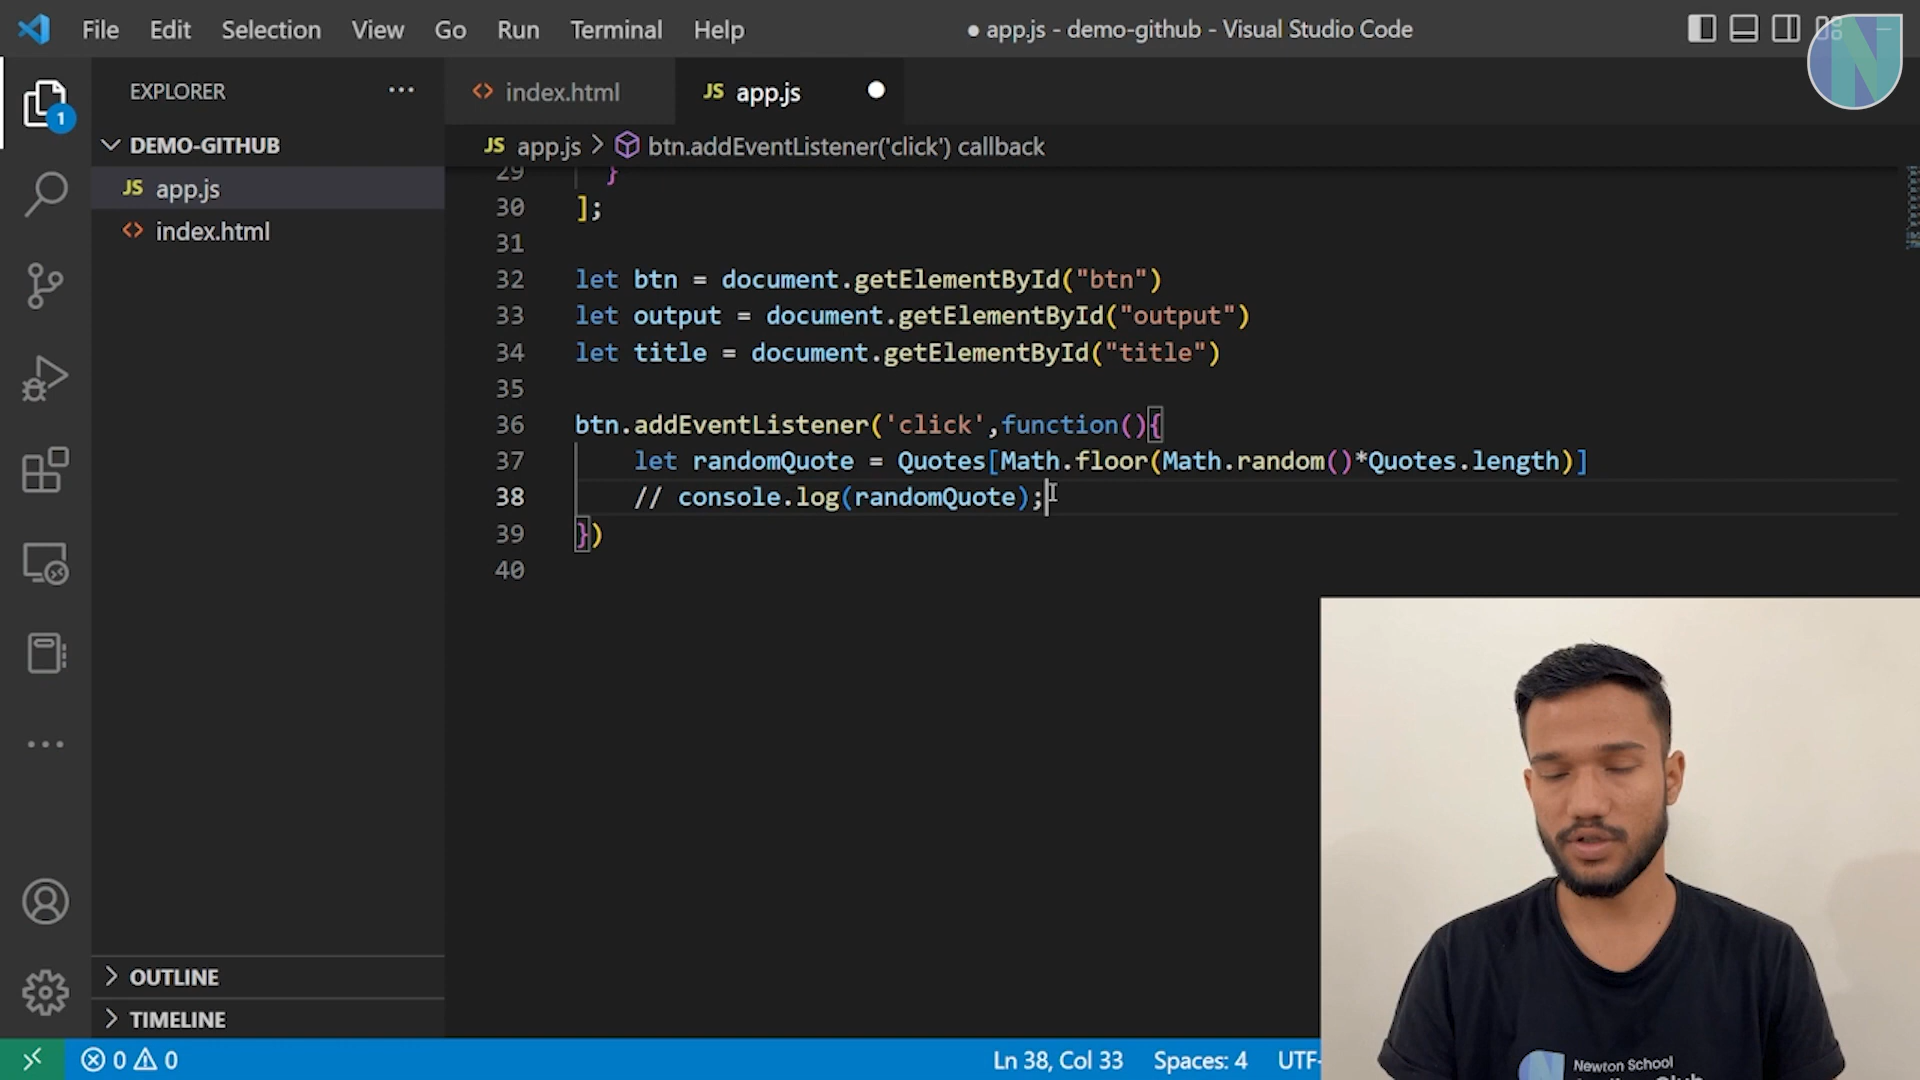 File Edit Selection View Go Run Terminal Help
● app.js - demo-github - Visual Studio Code
EXPLORER
1
index.html
JS app.js
DEMO-GITHUB
JS app.js > btn.addEventListener('click') callback
JS app.js
index.html
29 }
30 ];
31
32 let btn = document.getElementById("btn")
33 let output = document.getElementById("output")
34 let title = document.getElementById("title")
35
36 btn.addEventListener('click',function(){
37 let randomQuote = Quotes[Math.floor(Math.random()*Quotes.length)]
38 // console.log(randomQuote);
39 })
40
OUTLINE
TIMELINE
0 0
Ln 38, Col 33 Spaces: 4 UTF-
N
Newton School